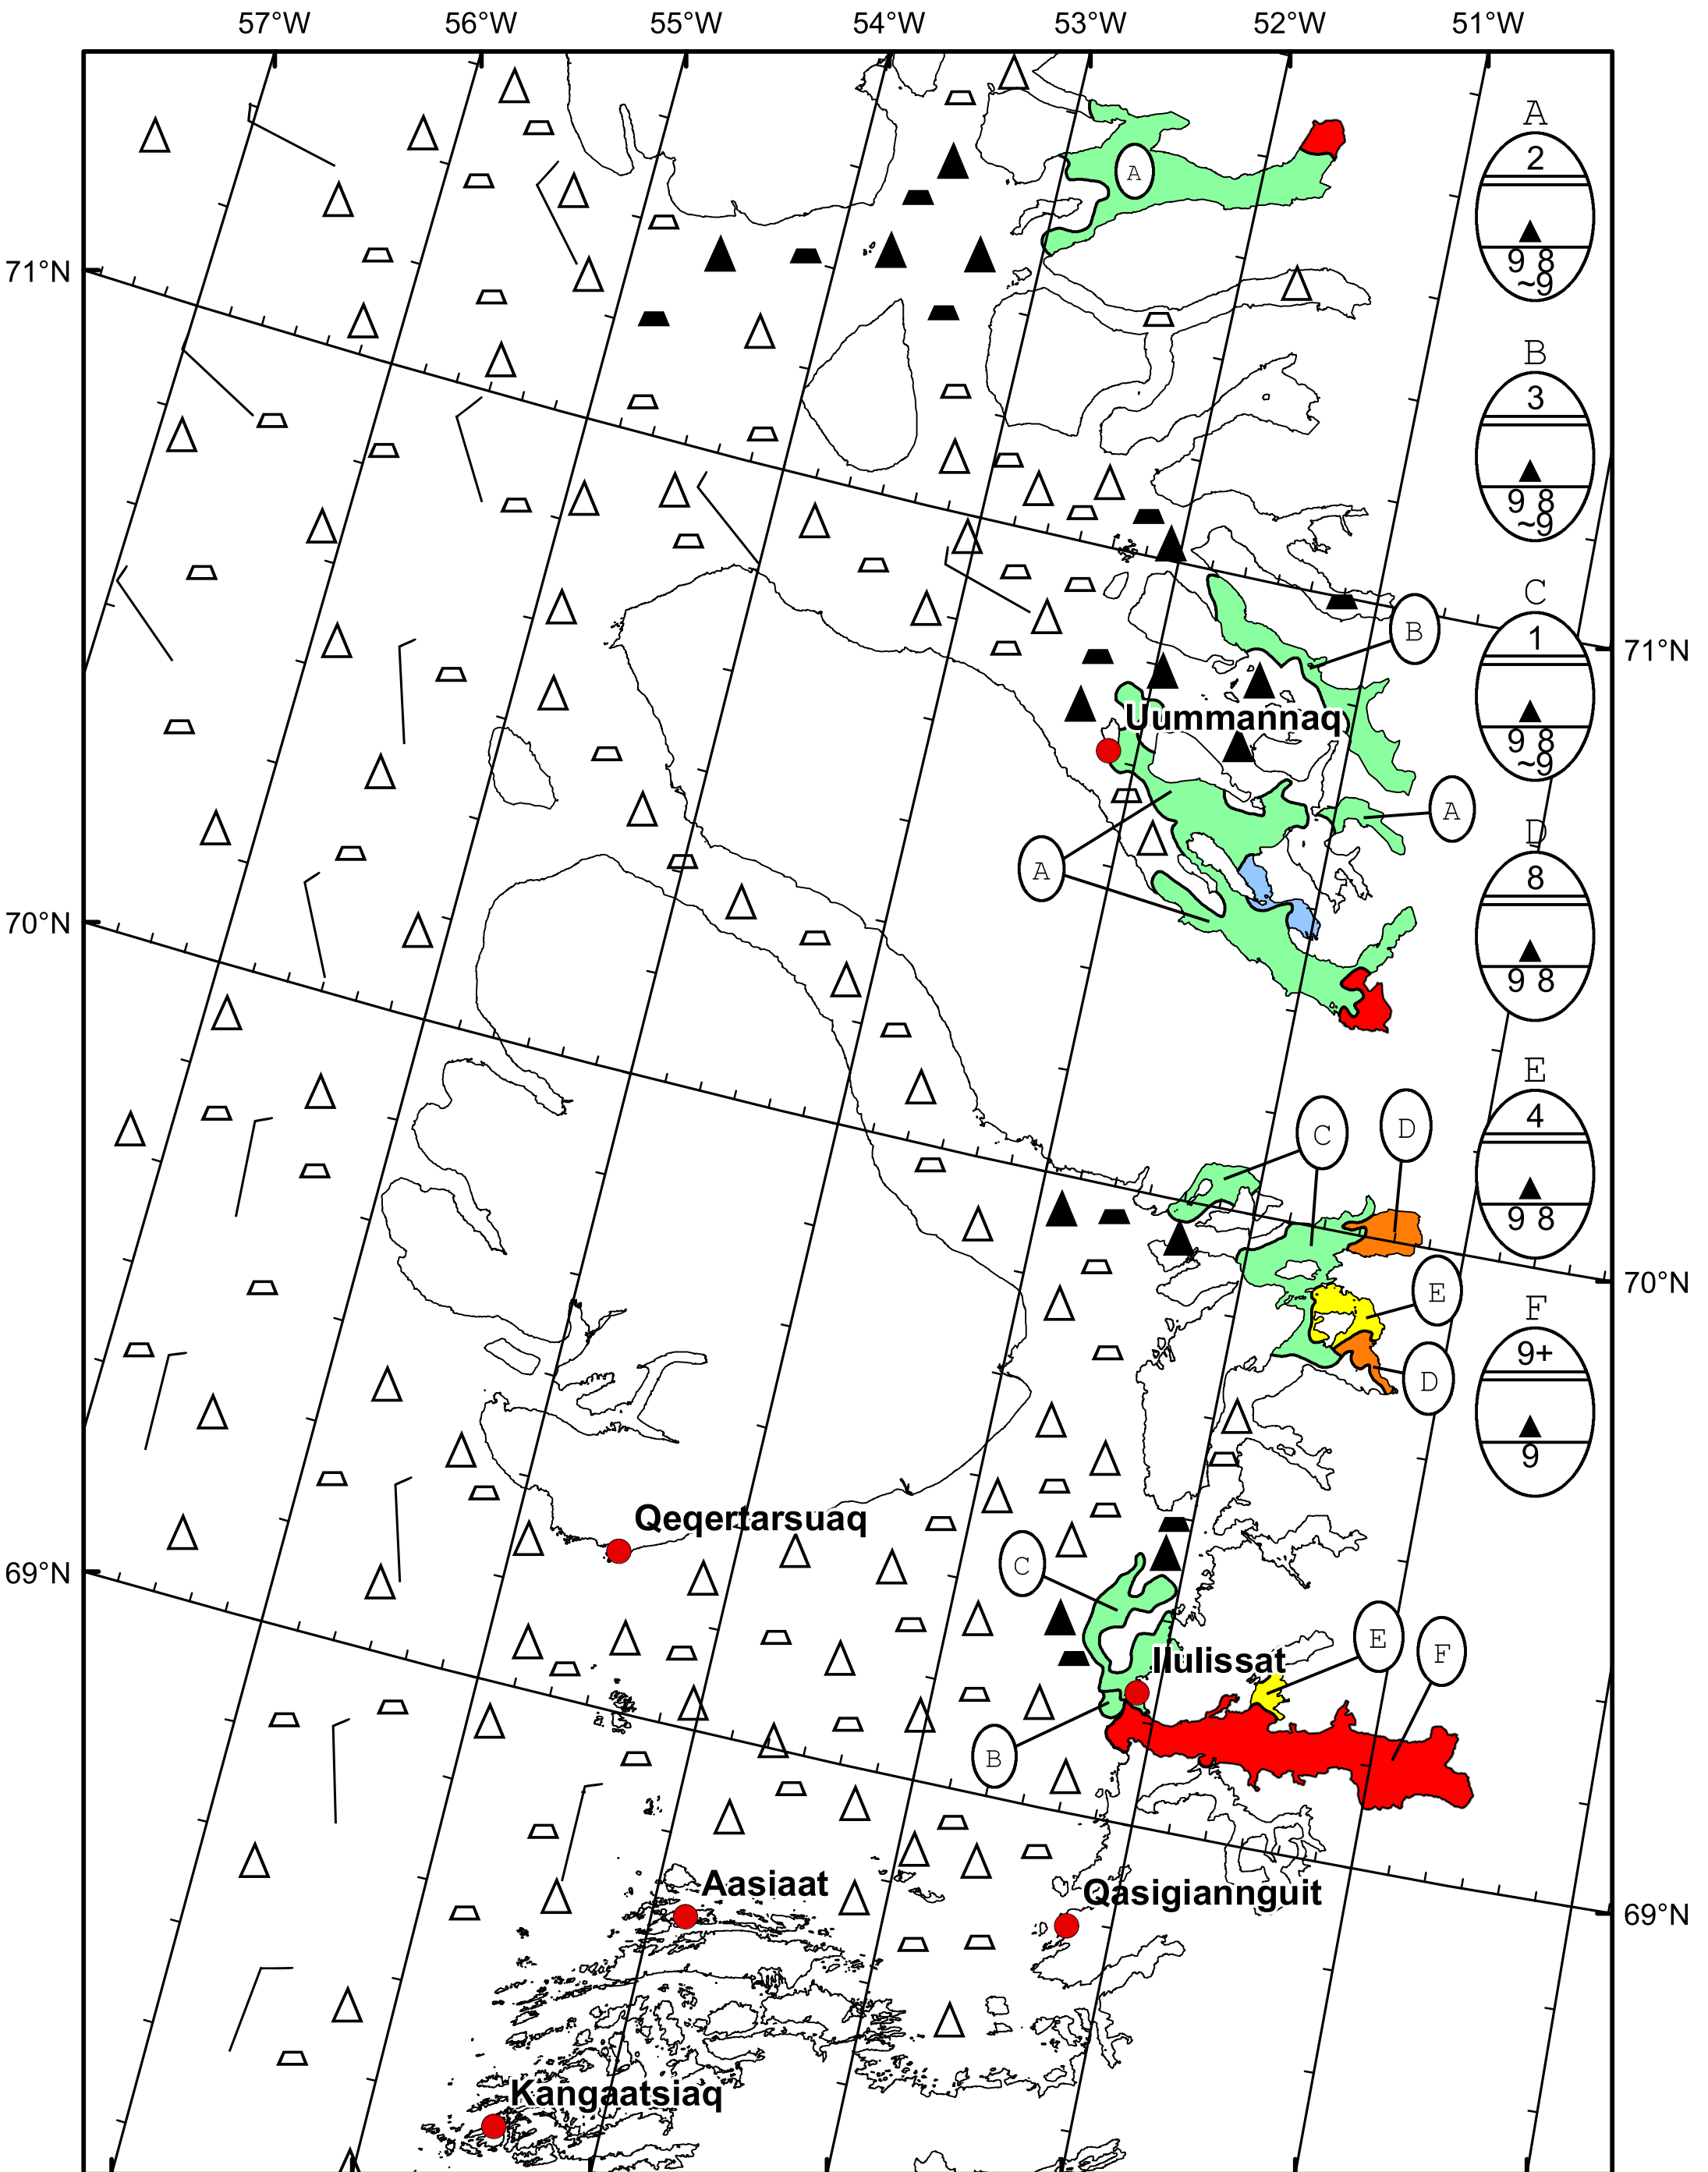 57°W 56°W 55°W 54°W 53°W 52°W 51°W
A
2
9 8
~9
A
71°N
B
3
9 8
~9
C
1
9 8
~9
B
71°N
Uummannaq
A
A
D
8
9 8
70°N
E
4
9 8
C
D
E
70°N
F
9+
9
D
Qeqertarsuaq
C
69°N
E
F
Ilulissat
B
Aasiaat
Qasigiannguit
69°N
Kangaatsiaq